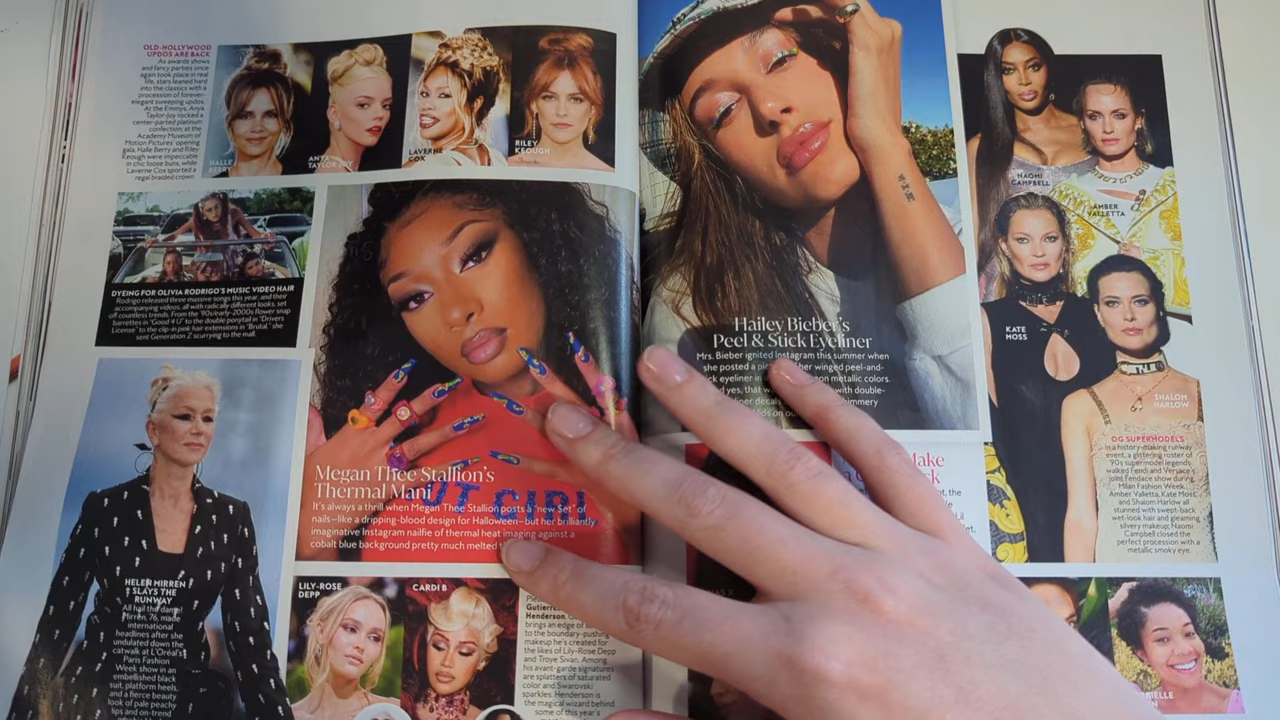 OLD-HOLLYWOOD
UPDOS ARE BACK
As awards shows
and fancy parties once
again took place in real
life, stars leaned hard
into the classics with a
procession of forever-
elegant sweeping updos.
At the Emmys, Anya
Taylor-Joy rocked a
center-parted platinum
confection; at the
Academy Museum of
Motion Pictures' opening
gala, Halle Berry and Riley
Keough were impeccable
in chic loose buns, while
Laverne Cox sported a
regal braided crown.
HALLE
ANYA
TAYLOR-JOY
LAVERNE
COX
RILEY
KEOUGH
DYEING FOR OLIVIA RODRIGO'S MUSIC VIDEO HAIR
Rodrigo released three massive songs this year, and their
accompanying videos, all with radically different looks, set
off countless trends. From the '90s/early-2000s flower snap
barrettes in "Good 4 U" to the double ponytail in "Drivers
License" to the clip-in pink hair extensions in "Brutal," she
sent Generation Z scurrying to the mall.
HELEN MIRREN
SLAYS THE
RUNWAY
All hail the dame!
Mirren, 76, made
international
headlines after she
undulated down the
catwalk at L'Oréal's
Paris Fashion
Week show in an
embellished black
suit, platform heels,
and a fierce beauty
look of pale peachy
lips and on-trend
Megan Thee Stallion's
Thermal Mani
It's always a thrill when Megan Thee Stallion posts a "new Set" of
nails—like a dripping-blood design for Halloween—but her brilliantly
imaginative Instagram nailfie of thermal heat imaging against a
cobalt blue background pretty much melted
IT GIRL
LILY-ROSE
DEPP
CARDI B
Henderson.
brings an edge of
to the boundary-pushing
makeup he's created for
the likes of Lily-Rose Depp
and Troye Sivan. Among
his avant-garde signatures
are splatters of saturated
color and Swarovski
sparkles. Henderson is
the magical wizard behind
some of this year's
Hailey Bieber's
Peel & Stick Eyeliner
Mrs. Bieber ignited Instagram this summer when
she posted a her winged peel-and-
eyeliner in metallic colors.
yes, that with double-
decals
on
Make
the
NAOMI
CAMPBELL
AMBER
VALLETTA
KATE
MOSS
SHALOM
HARLOW
OG SUPERMODELS
In a history-making runway
event, a glittering roster of
'90s supermodel legends
walked Fendi and Versace's
joint Fendace show during
Milan Fashion Week.
Amber Valletta, Kate Moss,
and Shalom Harlow all
stunned with swept-back
wet-look hair and gleaming
silvery makeup; Naomi
Campbell closed the
perfect procession with a
metallic smoky eye.